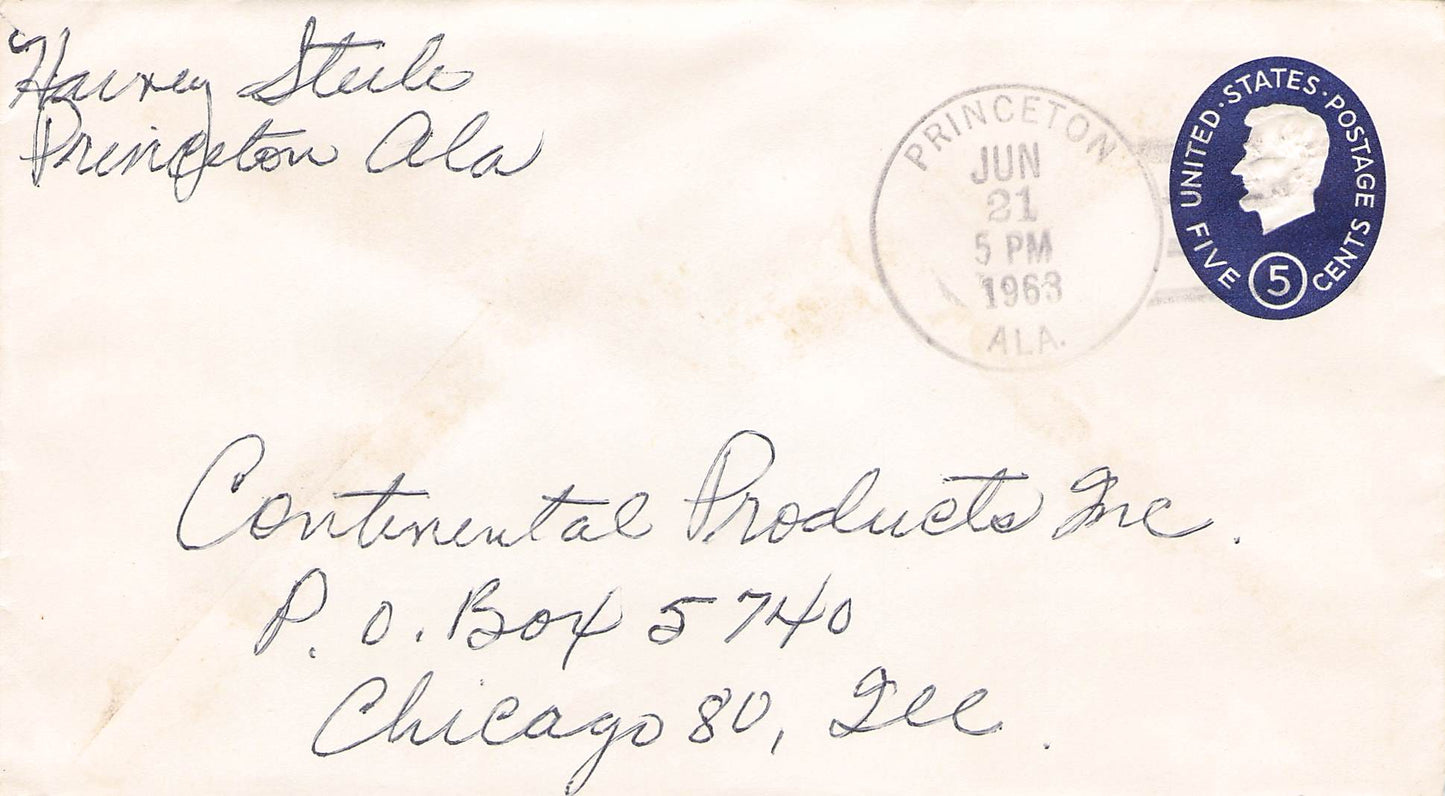 Harvey Steele
Princeton Ala
PRINCETON
JUN
21
5 PM
1963
ALA.
UNITED · STATES · POSTAGE
FIVE 5 CENTS
Continental Products Inc.
P. O. Box 5740
Chicago 80, Ill.